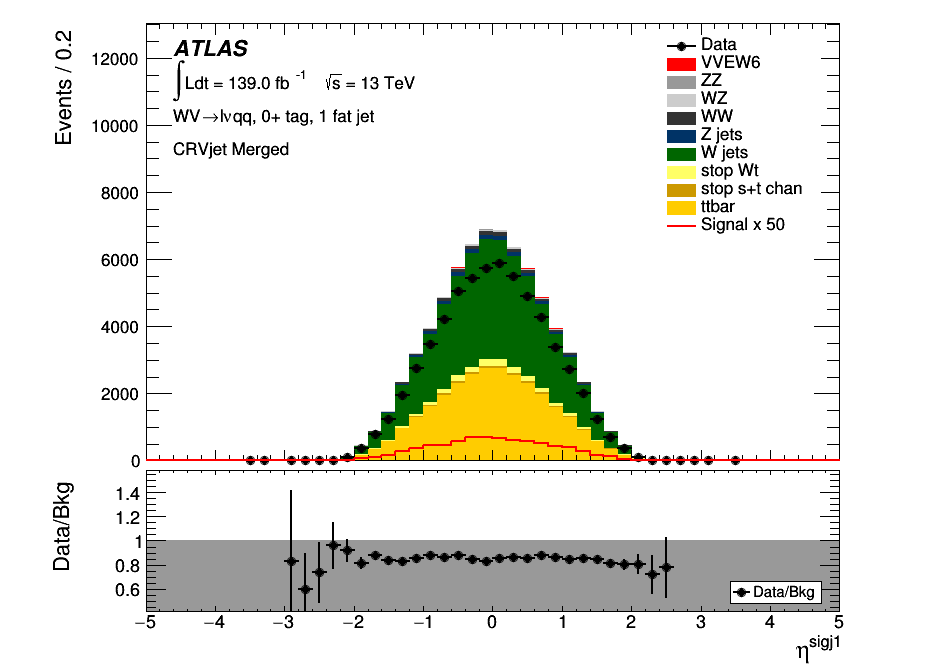 Events / 0.2
12000
10000
8000
6000
4000
2000
0
ATLAS
∫Ldt = 139.0 fb⁻¹ √s = 13 TeV
WV→lνqq, 0+ tag, 1 fat jet
CRVjet Merged
Data
VVEW6
ZZ
WZ
WW
Z jets
W jets
stop Wt
stop s+t chan
ttbar
Signal x 50
Data/Bkg
1.4
1.2
1
0.8
0.6
Data/Bkg
−5 −4 −3 −2 −1 0 1 2 3 4 5
η^sigj1